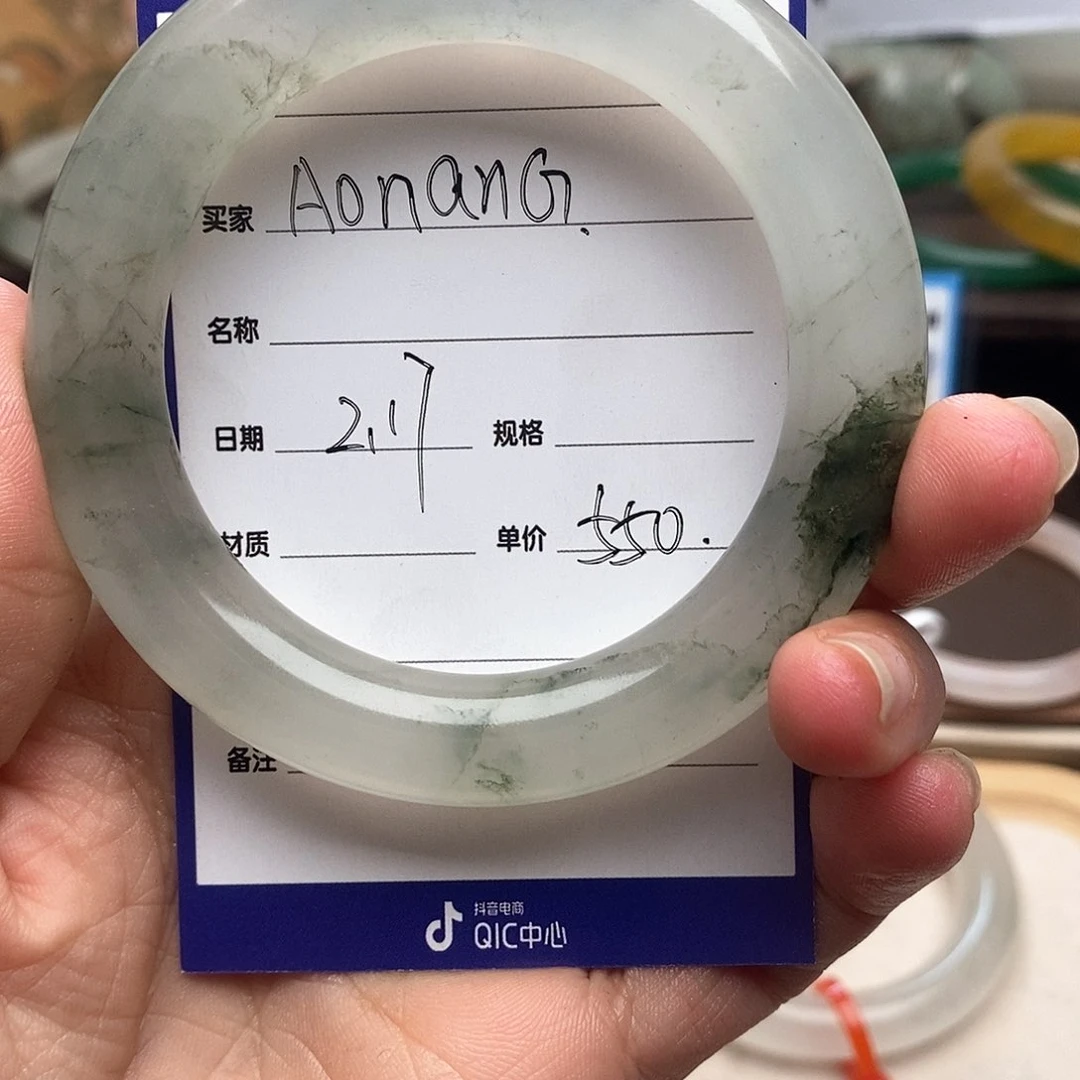 买家 AonanG.
名称
日期 2.17 规格
材质 单价 550.
备注
抖音电商
QIC中心